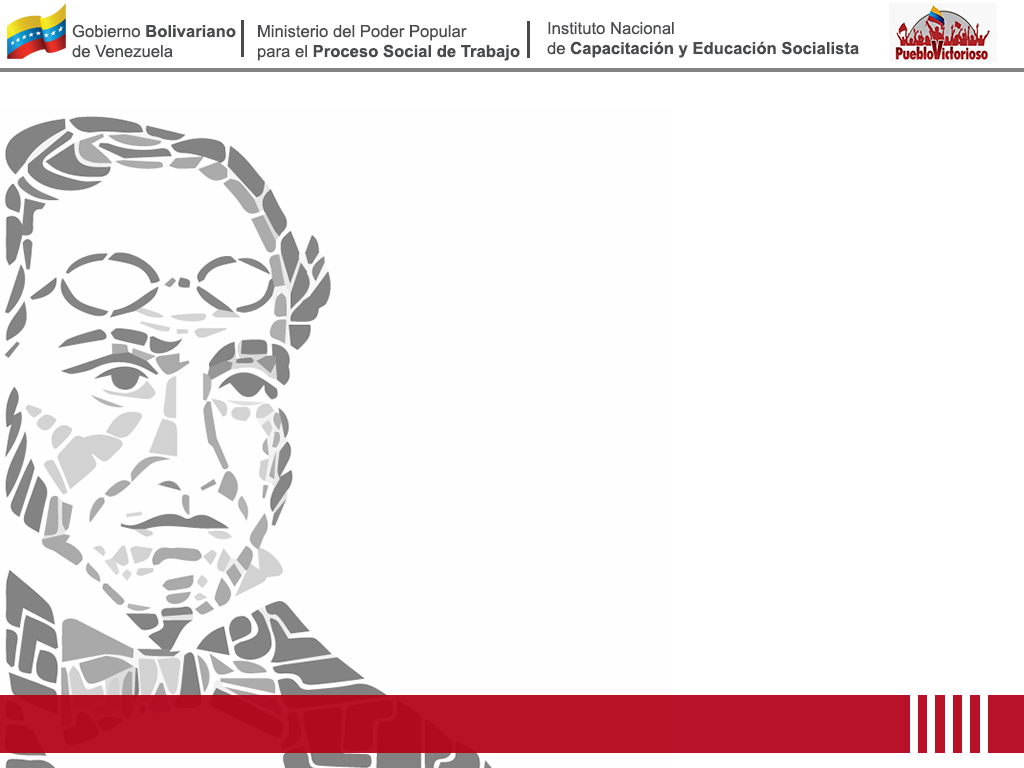 Gobierno Bolivariano
de Venezuela
Ministerio del Poder Popular
para el Proceso Social de Trabajo
Instituto Nacional
de Capacitación y Educación Socialista
PuebloVictorioso